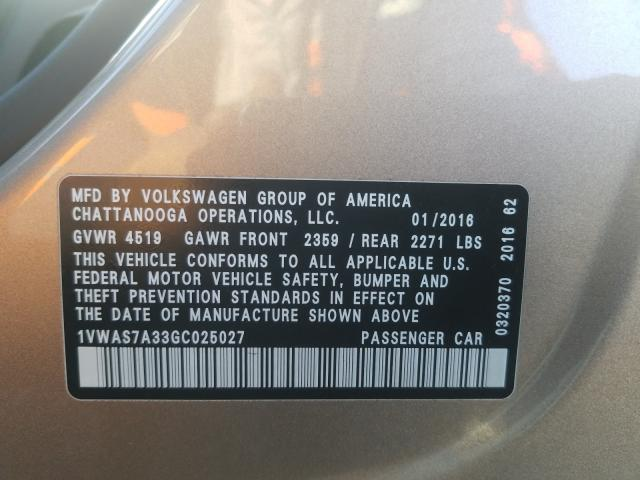 MFD BY VOLKSWAGEN GROUP OF AMERICA
CHATTANOOGA OPERATIONS, LLC. 01/2016
GVWR 4519 GAWR FRONT 2359 / REAR 2271 LBS
THIS VEHICLE CONFORMS TO ALL APPLICABLE U.S.
FEDERAL MOTOR VEHICLE SAFETY, BUMPER AND
THEFT PREVENTION STANDARDS IN EFFECT ON
THE DATE OF MANUFACTURE SHOWN ABOVE
1VWAS7A33GC025027 PASSENGER CAR
0320370 2016 62